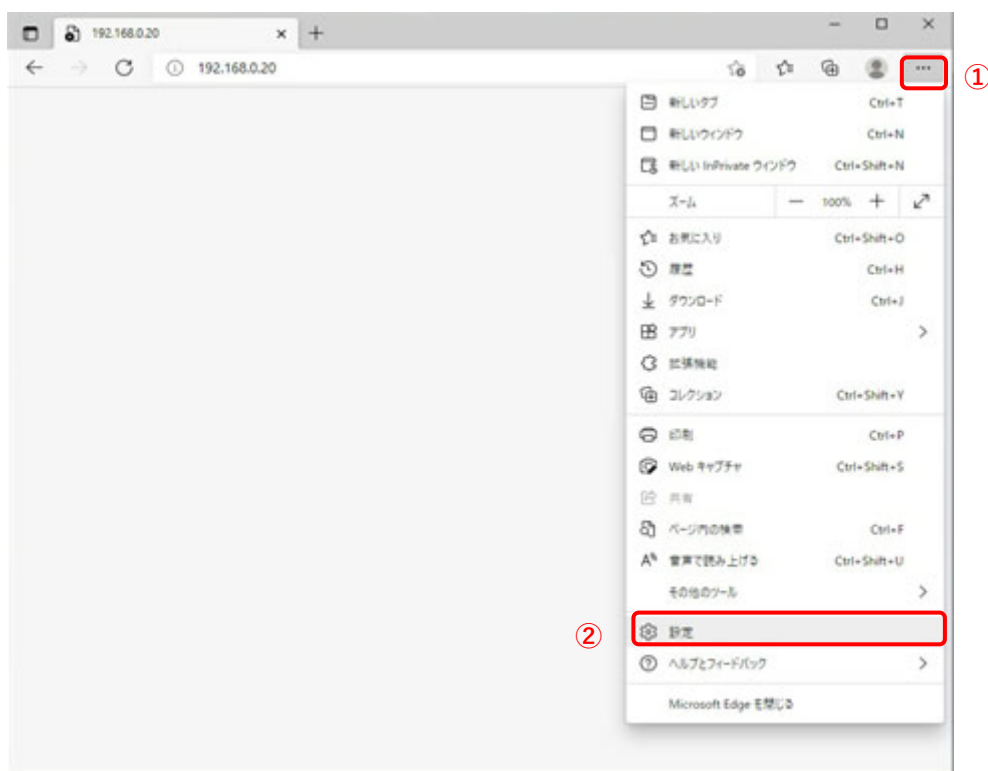 192.168.0.20
192.168.0.20
①
新しいタブ Ctrl+T
新しいウィンドウ Ctrl+N
新しい InPrivate ウィンドウ Ctrl+Shift+N
ズーム 100%
お気に入り Ctrl+Shift+O
履歴 Ctrl+H
ダウンロード Ctrl+J
アプリ
拡張機能
コレクション Ctrl+Shift+Y
印刷 Ctrl+P
Web キャプチャ Ctrl+Shift+S
共有
ページ内の検索 Ctrl+F
音声で読み上げる Ctrl+Shift+U
その他のツール
② 設定
ヘルプとフィードバック
Microsoft Edge を閉じる